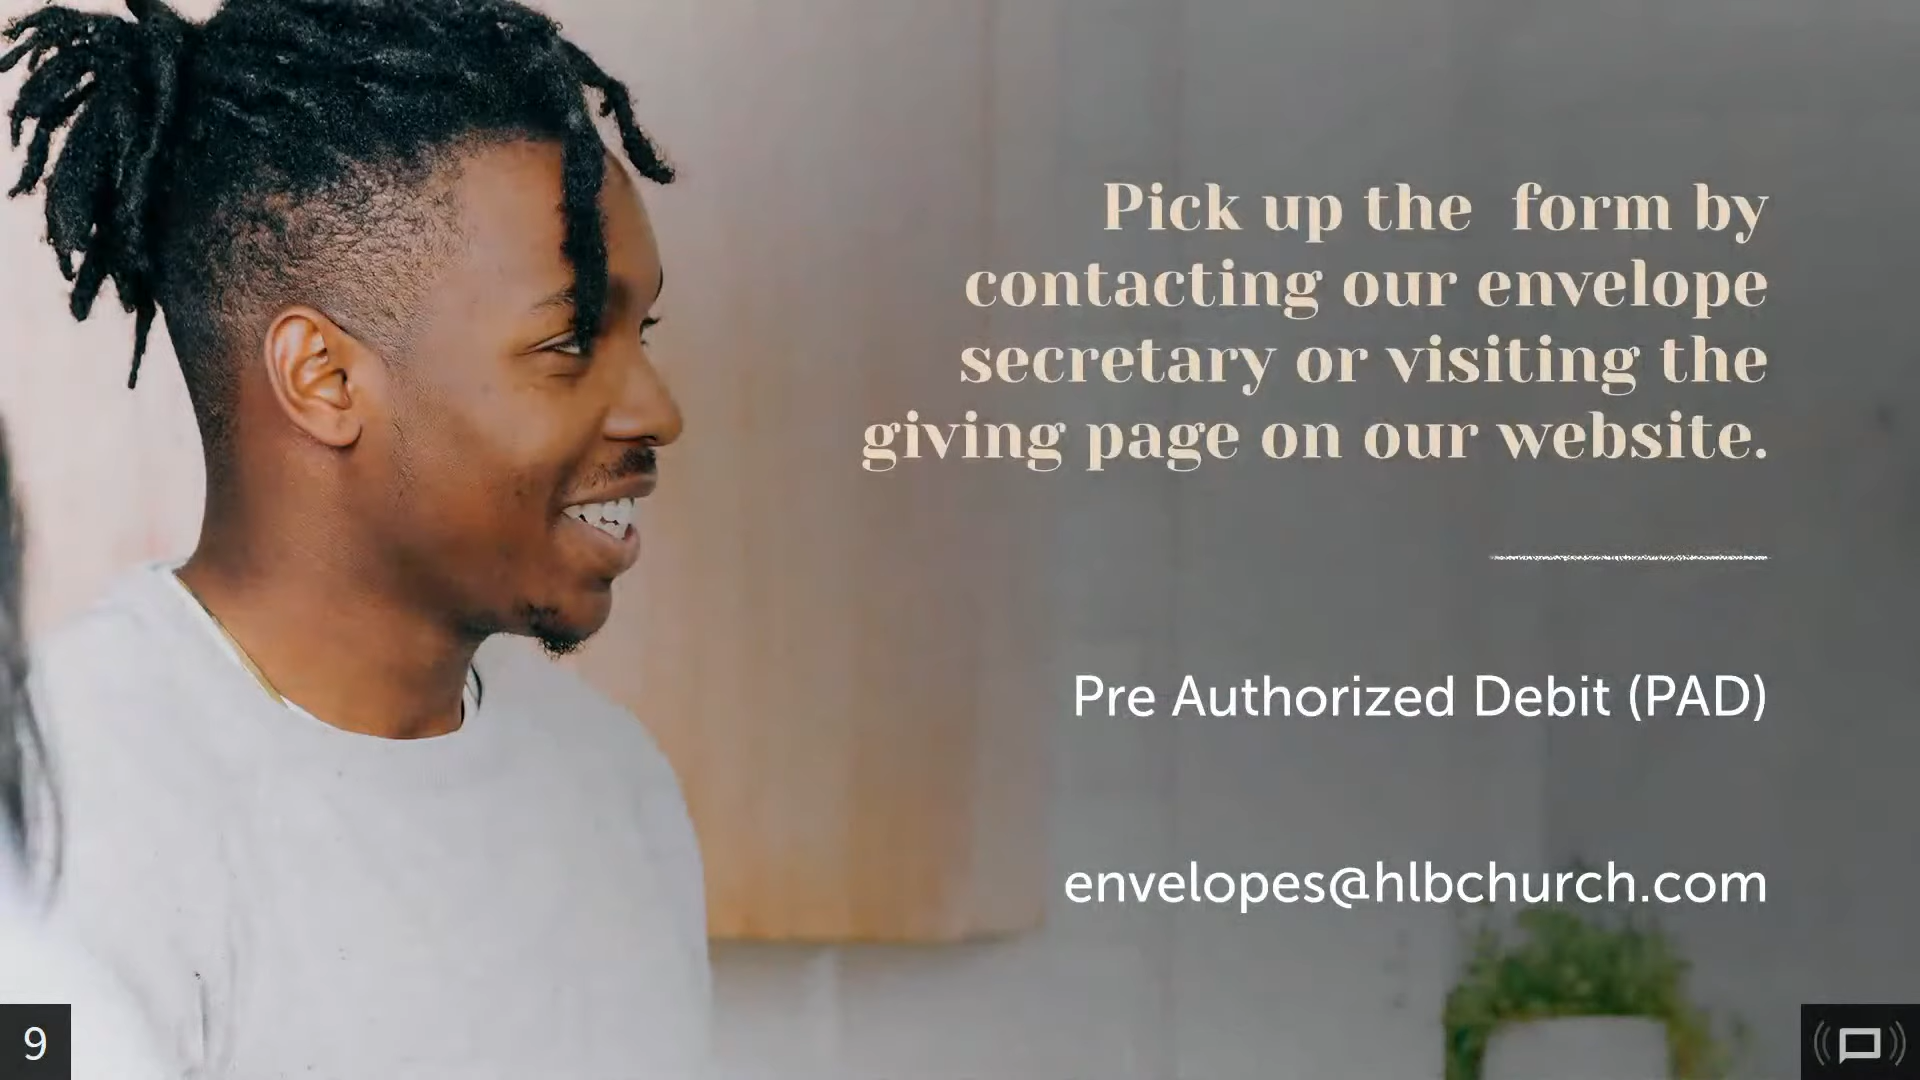 Pick up the  form by
contacting our envelope
secretary or visiting the
giving page on our website.
Pre Authorized Debit (PAD)
envelopes@hlbchurch.com
9